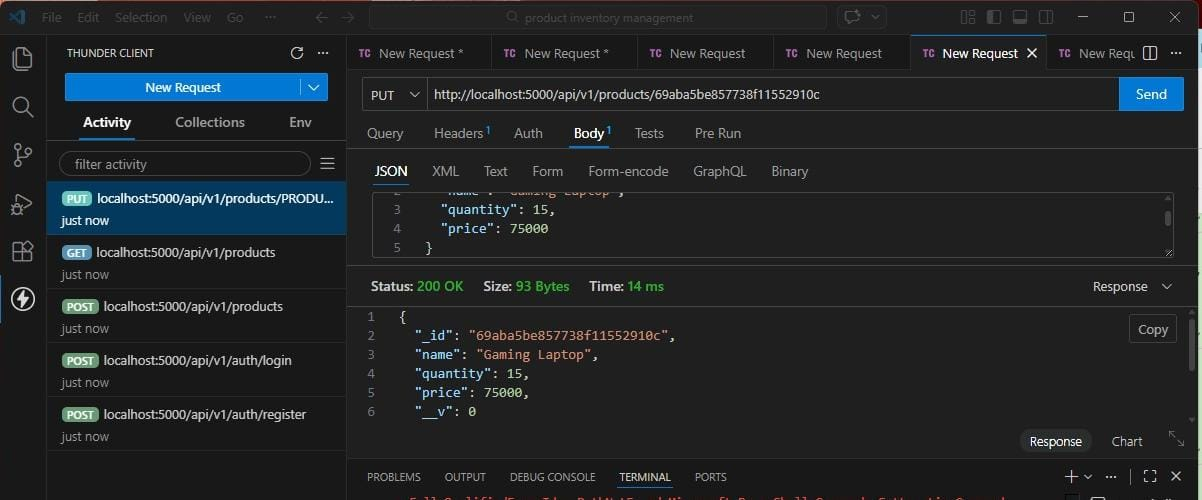 File Edit Selection View Go ··· product inventory management
THUNDER CLIENT
New Request
Activity Collections Env
filter activity
PUT localhost:5000/api/v1/products/PRODU...
just now
GET localhost:5000/api/v1/products
just now
POST localhost:5000/api/v1/products
just now
POST localhost:5000/api/v1/auth/login
just now
POST localhost:5000/api/v1/auth/register
just now
TC New Request * TC New Request * TC New Request TC New Request TC New Request TC New Requ
PUT http://localhost:5000/api/v1/products/69aba5be857738f11552910c Send
Query Headers 1 Auth Body 1 Tests Pre Run
JSON XML Text Form Form-encode GraphQL Binary
2 "name": "Gaming Laptop",
3 "quantity": 15,
4 "price": 75000
5 }
Status: 200 OK Size: 93 Bytes Time: 14 ms Response
1 {
2 "_id": "69aba5be857738f11552910c",
3 "name": "Gaming Laptop",
4 "quantity": 15,
5 "price": 75000,
6 "__v": 0
Copy
Response Chart
PROBLEMS OUTPUT DEBUG CONSOLE TERMINAL PORTS